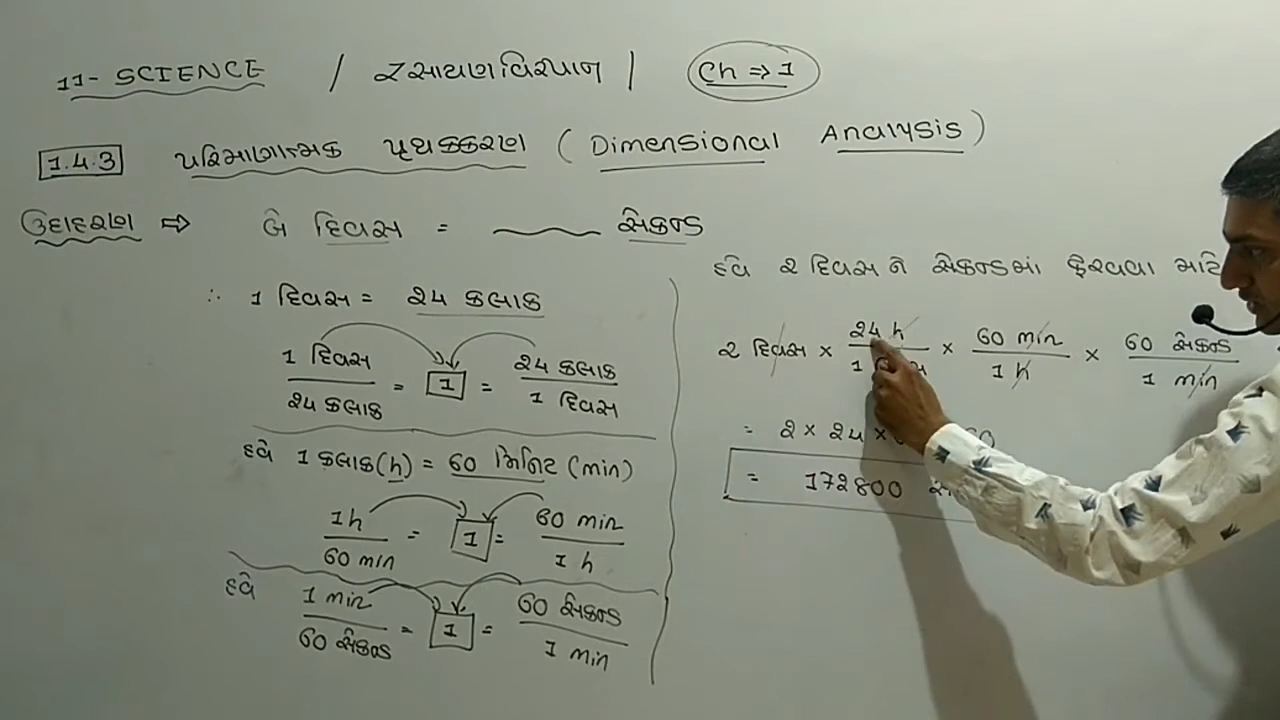 11- SCIENCE / રસાયણવિજ્ઞાન | Ch ⇒ 1
1.4.3 પરિમાણાત્મક પૃથક્કરણ ( Dimensional Analysis )
ઉદાહરણ ⇒ બે દિવસ = ______ સેકન્ડ
∴ 1 દિવસ = 24 કલાક
1 દિવસ / 24 કલાક = 1 = 24 કલાક / 1 દિવસ
હવે 1 કલાક (h) = 60 મિનિટ (min)
1h / 60 min = 1 = 60 min / 1 h
હવે 1 min / 60 સેકન્ડ = 1 = 60 સેકન્ડ / 1 min
હવે 2 દિવસ ને સેકન્ડમાં ફેરવવા માટે
2 દિવસ × 24 h / 1 × 60 min / 1 h × 60 સેકન્ડ / 1 min
= 2 × 24 ×
= 172800